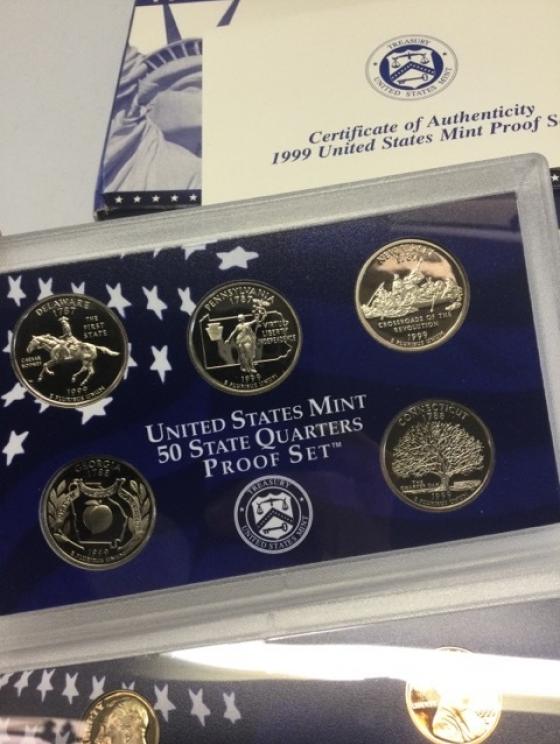 TREASURY
UNITED STATES MINT
Certificate of Authenticity
1999 United States Mint Proof S
DELAWARE
1787
THE
FIRST
STATE
CAESAR
RODNEY
1999
E PLURIBUS UNUM
PENNSYLVANIA
1787
VIRTUE
LIBERTY
INDEPENDENCE
1999
E PLURIBUS UNUM
NEW JERSEY
1787
CROSSROADS OF THE
REVOLUTION
1999
E PLURIBUS UNUM
UNITED STATES MINT
50 STATE QUARTERS
PROOF SET™
GEORGIA
1788
1999
E PLURIBUS UNUM
TREASURY
UNITED STATES MINT
CONNECTICUT
1788
THE
CHARTER OAK
1999
E PLURIBUS UNUM